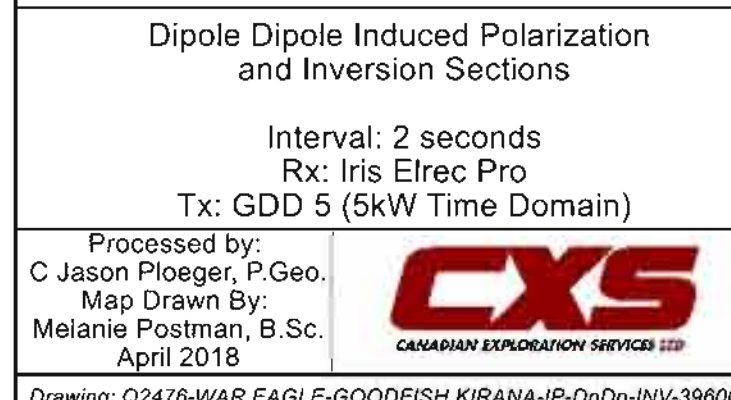 Dipole Dipole Induced Polarization
and Inversion Sections
Interval: 2 seconds
Rx: Iris Elrec Pro
Tx: GDD 5 (5kW Time Domain)
Processed by:
C Jason Ploeger, P.Geo.
Map Drawn By:
Melanie Postman, B.Sc.
April 2018
CXS
CANADIAN EXPLORATION SERVICES LTD
Drawing: Q2476-WAR EAGLE-GOODFISH KIRANA-IP-DpDp-INV-39600